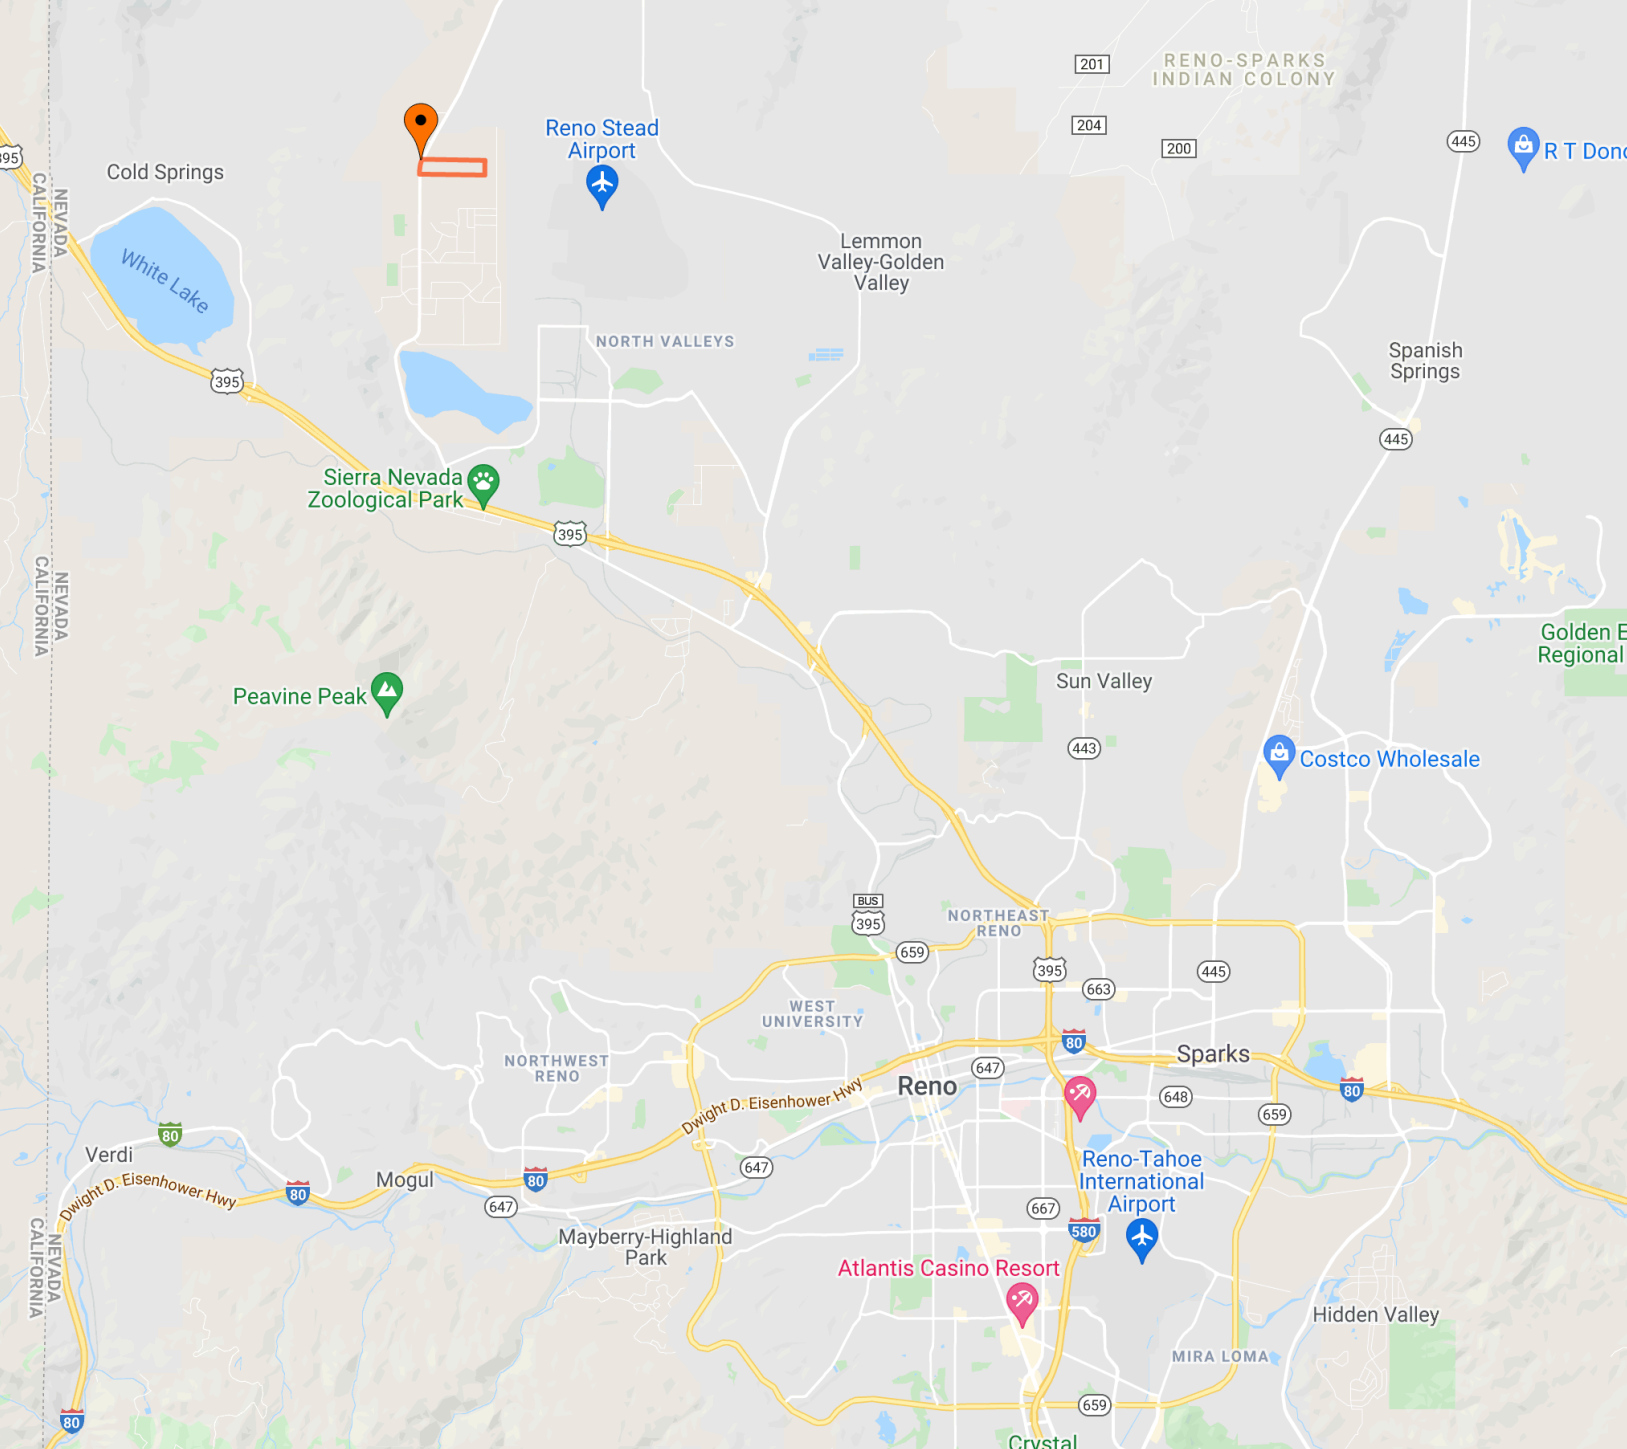 201
RENO-SPARKS
INDIAN COLONY
204
200
445
R T Dono
395
Reno Stead
Airport
Cold Springs
NEVADA
CALIFORNIA
White Lake
Lemmon
Valley-Golden
Valley
NORTH VALLEYS
395
Spanish
Springs
445
Sierra Nevada
Zoological Park
395
NEVADA
CALIFORNIA
Golden E
Regional
Peavine Peak
Sun Valley
443
Costco Wholesale
BUS
395
NORTHEAST
RENO
659
395
445
663
WEST
UNIVERSITY
NORTHWEST
RENO
80
Sparks
647
Reno
80
648
659
Dwight D. Eisenhower Hwy
80
Verdi
Mogul
80
80
647
647
Dwight D. Eisenhower Hwy
Reno-Tahoe
International
Airport
667
580
Mayberry-Highland
Park
NEVADA
CALIFORNIA
Atlantis Casino Resort
Hidden Valley
MIRA LOMA
659
80
Crystal